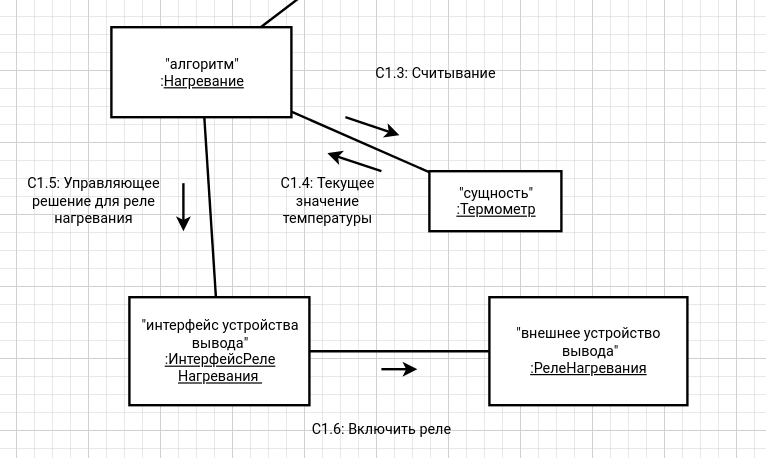 "алгоритм"
:Нагревание
C1.3: Считывание
C1.5: Управляющее
решение для реле
нагревания
C1.4: Текущее
значение
температуры
"сущность"
:Термометр
"интерфейс устройства
вывода"
:ИнтерфейсРеле
Нагревания
"внешнее устройство
вывода"
:РелеНагревания
C1.6: Включить реле